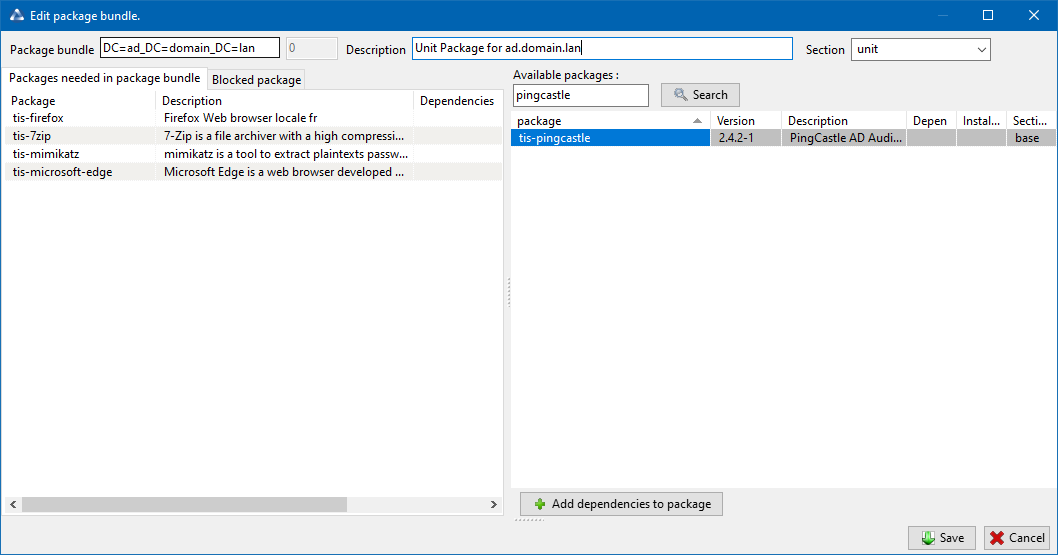 Edit package bundle.
Package bundle DC=ad_DC=domain_DC=lan 0 Description Unit Package for ad.domain.lan Section unit
Packages needed in package bundle Blocked package
Package Description Dependencies
tis-firefox Firefox Web browser locale fr
tis-7zip 7-Zip is a file archiver with a high compressi...
tis-mimikatz mimikatz is a tool to extract plaintexts passw...
tis-microsoft-edge Microsoft Edge is a web browser developed ...
Available packages :
pingcastle Search
package Version Description Depen Instal... Secti...
tis-pingcastle 2.4.2-1 PingCastle AD Audi... base
Add dependencies to package
Save Cancel